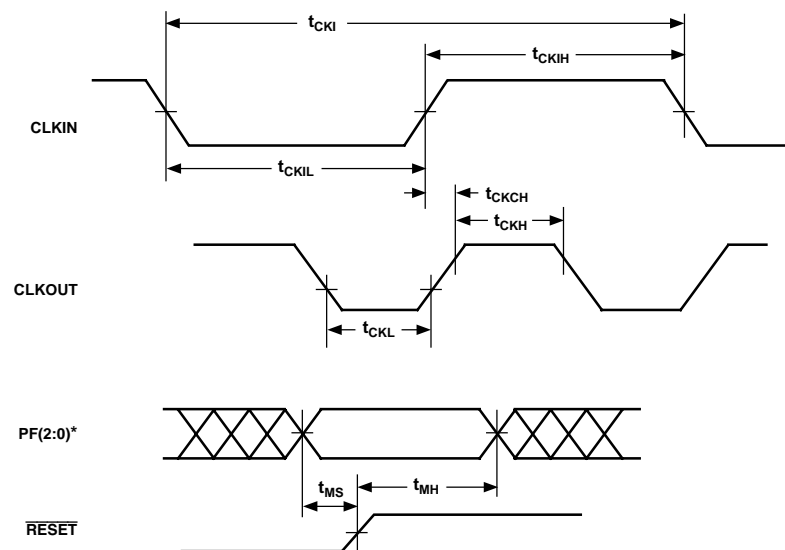 tCKI
tCKIH
CLKIN
tCKIL
tCKCH
tCKH
CLKOUT
tCKL
PF(2:0)*
tMS
tMH
RESET